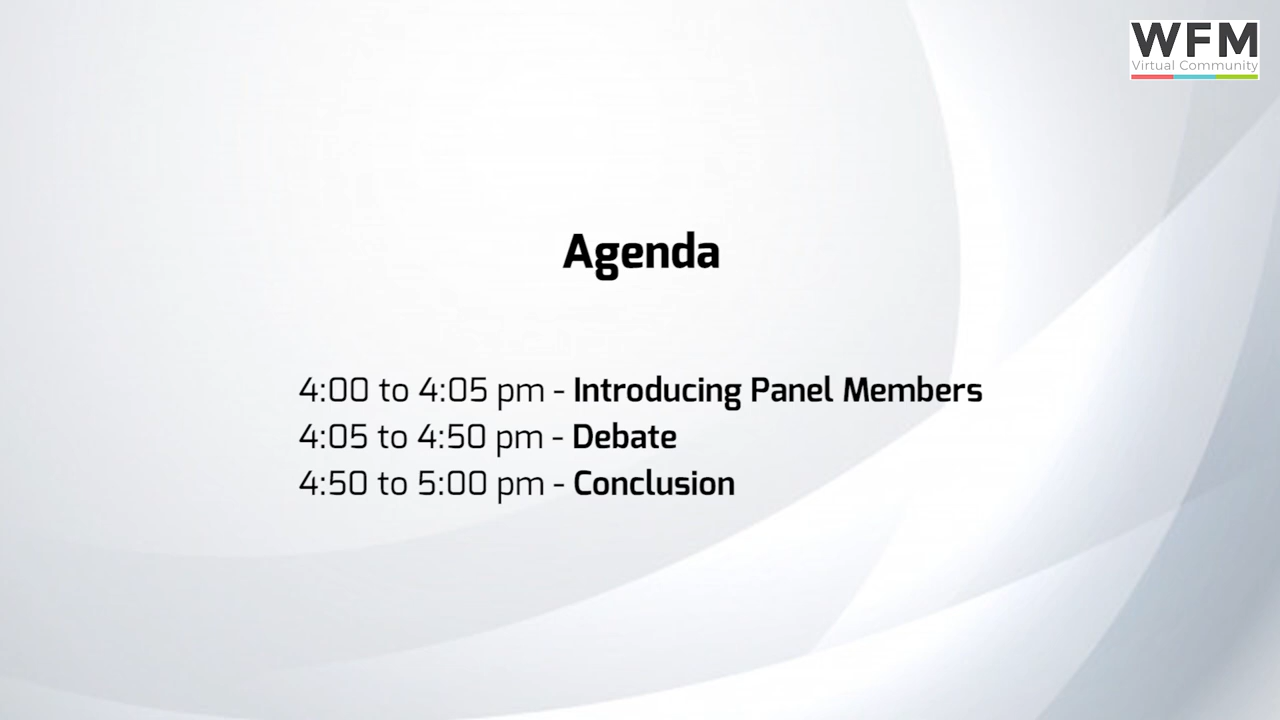 WFM
Virtual Community
Agenda
4:00 to 4:05 pm - Introducing Panel Members
4:05 to 4:50 pm - Debate
4:50 to 5:00 pm - Conclusion